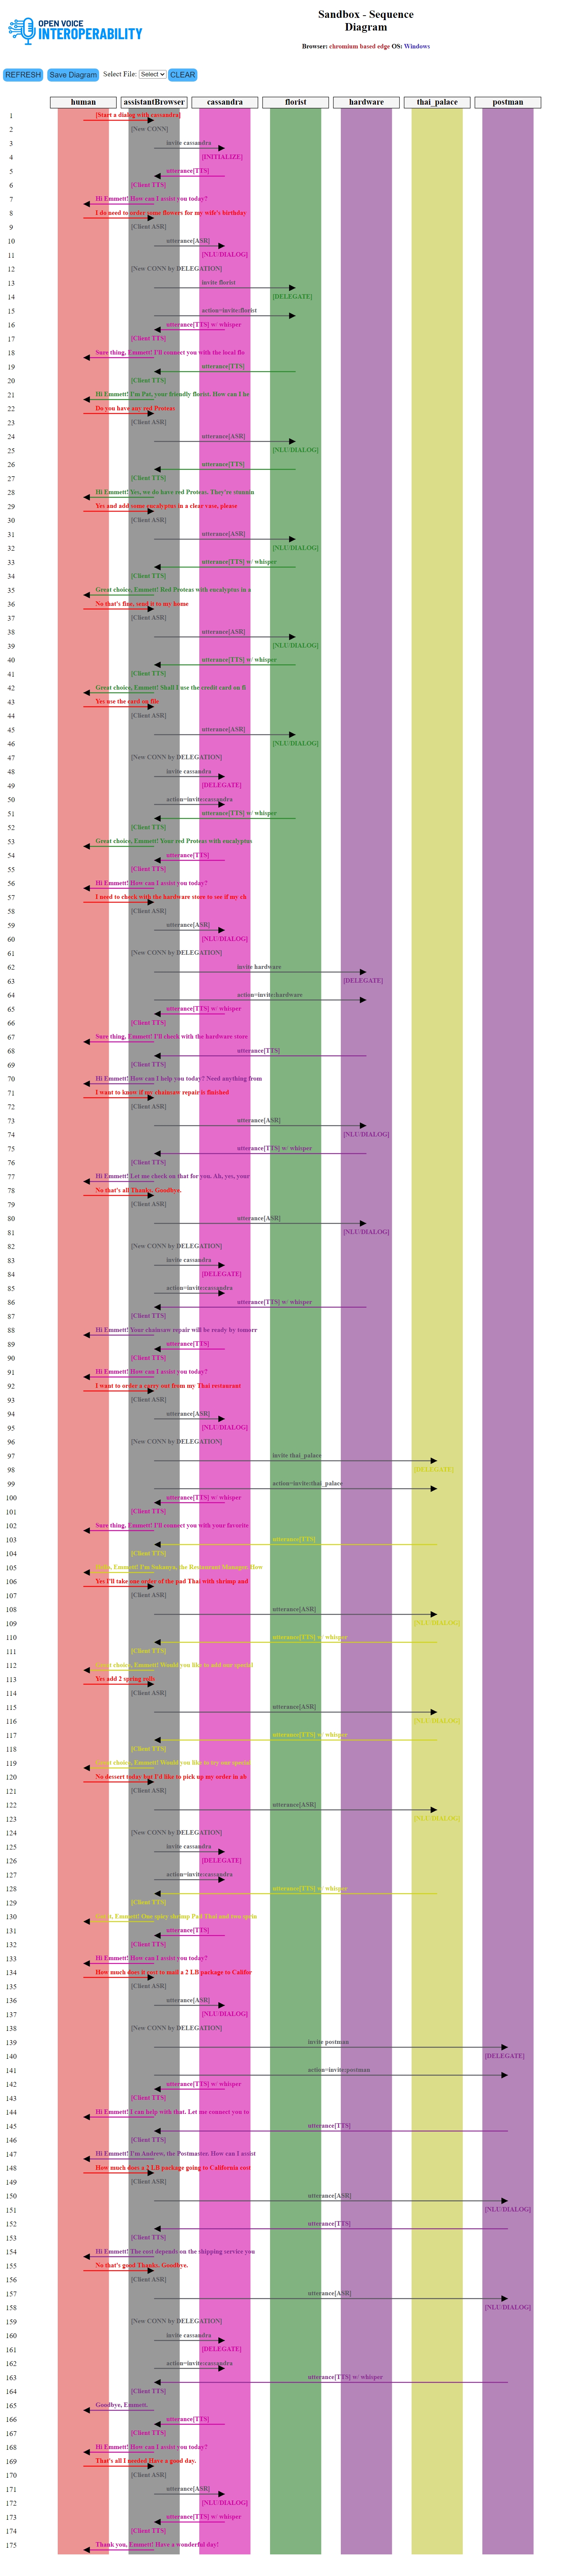 OPEN VOICE
INTEROPERABILITY
Sandbox - Sequence
Diagram
Browser: chromium based edge OS: Windows
REFRESH Save Diagram Select File: Select CLEAR
human assistantBrowser cassandra florist hardware thai_palace postman
1 [Start a dialog with cassandra]
2 [New CONN]
3 invite cassandra
4 [INITIALIZE]
5 utterance[TTS]
6 [Client TTS]
7 Hi Emmett! How can I assist you today?
8 I do need to order some flowers for my wife's birthday
9 [Client ASR]
10 utterance[ASR]
11 [NLU/DIALOG]
12 [New CONN by DELEGATION]
13 invite florist
14 [DELEGATE]
15 action=invite:florist
16 utterance[TTS] w/ whisper
17 [Client TTS]
18 Sure thing, Emmett! I'll connect you with the local flo
19 utterance[TTS]
20 [Client TTS]
21 Hi Emmett! I'm Pat, your friendly florist. How can I he
22 Do you have any red Proteas
23 [Client ASR]
24 utterance[ASR]
25 [NLU/DIALOG]
26 utterance[TTS]
27 [Client TTS]
28 Hi Emmett! Yes, we do have red Proteas. They're stunnin
29 Yes and add some eucalyptus in a clear vase, please
30 [Client ASR]
31 utterance[ASR]
32 [NLU/DIALOG]
33 utterance[TTS] w/ whisper
34 [Client TTS]
35 Great choice, Emmett! Red Proteas with eucalyptus in a
36 No that's fine, send it to my home
37 [Client ASR]
38 utterance[ASR]
39 [NLU/DIALOG]
40 utterance[TTS] w/ whisper
41 [Client TTS]
42 Great choice, Emmett! Shall I use the credit card on fi
43 Yes use the card on file
44 [Client ASR]
45 utterance[ASR]
46 [NLU/DIALOG]
47 [New CONN by DELEGATION]
48 invite cassandra
49 [DELEGATE]
50 action=invite:cassandra
51 utterance[TTS] w/ whisper
52 [Client TTS]
53 Great choice, Emmett! Your red Proteas with eucalyptus
54 utterance[TTS]
55 [Client TTS]
56 Hi Emmett! How can I assist you today?
57 I need to check with the hardware store to see if my ch
58 [Client ASR]
59 utterance[ASR]
60 [NLU/DIALOG]
61 [New CONN by DELEGATION]
62 invite hardware
63 [DELEGATE]
64 action=invite:hardware
65 utterance[TTS] w/ whisper
66 [Client TTS]
67 Sure thing, Emmett! I'll check with the hardware store
68 utterance[TTS]
69 [Client TTS]
70 Hi Emmett! How can I help you today? Need anything from
71 I want to know if my chainsaw repair is finished
72 [Client ASR]
73 utterance[ASR]
74 [NLU/DIALOG]
75 utterance[TTS] w/ whisper
76 [Client TTS]
77 Hi Emmett! Let me check on that for you. Ah, yes, your
78 No that's all Thanks. Goodbye.
79 [Client ASR]
80 utterance[ASR]
81 [NLU/DIALOG]
82 [New CONN by DELEGATION]
83 invite cassandra
84 [DELEGATE]
85 action=invite:cassandra
86 utterance[TTS] w/ whisper
87 [Client TTS]
88 Hi Emmett! Your chainsaw repair will be ready by tomorr
89 utterance[TTS]
90 [Client TTS]
91 Hi Emmett! How can I assist you today?
92 I want to order a carry out from my Thai restaurant
93 [Client ASR]
94 utterance[ASR]
95 [NLU/DIALOG]
96 [New CONN by DELEGATION]
97 invite thai_palace
98 [DELEGATE]
99 action=invite:thai_palace
100 utterance[TTS] w/ whisper
101 [Client TTS]
102 Sure thing, Emmett! I'll connect you with your favorite
103 utterance[TTS]
104 [Client TTS]
105 Hello, Emmett! I'm Sukanya, the Restaurant Manager. How
106 Yes I'll take one order of the pad Thai with shrimp and
107 [Client ASR]
108 utterance[ASR]
109 [NLU/DIALOG]
110 utterance[TTS] w/ whisper
111 [Client TTS]
112 Great choice, Emmett! Would you like to add our special
113 Yes add 2 spring rolls
114 [Client ASR]
115 utterance[ASR]
116 [NLU/DIALOG]
117 utterance[TTS] w/ whisper
118 [Client TTS]
119 Great choice, Emmett! Would you like to try our special
120 No dessert today but I'd like to pick up my order in ab
121 [Client ASR]
122 utterance[ASR]
123 [NLU/DIALOG]
124 [New CONN by DELEGATION]
125 invite cassandra
126 [DELEGATE]
127 action=invite:cassandra
128 utterance[TTS] w/ whisper
129 [Client TTS]
130 Emmett! One spicy shrimp Pad Thai and two sprin
131 utterance[TTS]
132 [Client TTS]
133 Hi Emmett! How can I assist you today?
134 How much does it cost to mail a 2 LB package to Califor
135 [Client ASR]
136 utterance[ASR]
137 [NLU/DIALOG]
138 [New CONN by DELEGATION]
139 invite postman
140 [DELEGATE]
141 action=invite:postman
142 utterance[TTS] w/ whisper
143 [Client TTS]
144 Hi Emmett! I can help with that. Let me connect you to
145 utterance[TTS]
146 [Client TTS]
147 Hi Emmett! I'm Andrew, the Postmaster. How can I assist
148 How much does a 2 LB package going to California cost
149 [Client ASR]
150 utterance[ASR]
151 [NLU/DIALOG]
152 utterance[TTS]
153 [Client TTS]
154 Hi Emmett! The cost depends on the shipping service you
155 No that's good Thanks. Goodbye.
156 [Client ASR]
157 utterance[ASR]
158 [NLU/DIALOG]
159 [New CONN by DELEGATION]
160 invite cassandra
161 [DELEGATE]
162 action=invite:cassandra
163 utterance[TTS] w/ whisper
164 [Client TTS]
165 Goodbye, Emmett.
166 utterance[TTS]
167 [Client TTS]
168 Hi Emmett! How can I assist you today?
169 That's all I needed Have a good day.
170 [Client ASR]
171 utterance[ASR]
172 [NLU/DIALOG]
173 utterance[TTS] w/ whisper
174 [Client TTS]
175 Thank you, Emmett! Have a wonderful day!